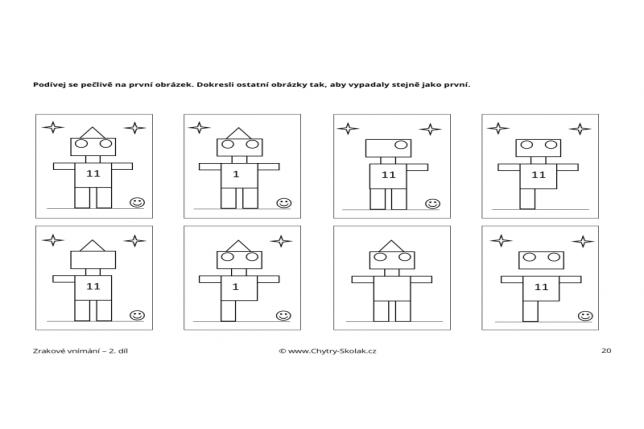 Podívej se pečlivě na první obrázek. Dokresli ostatní obrázky tak, aby vypadaly stejně jako první.
11 1 11 11
11 1 11
Zrakové vnímání – 2. díl © www.Chytry-Skolak.cz 20